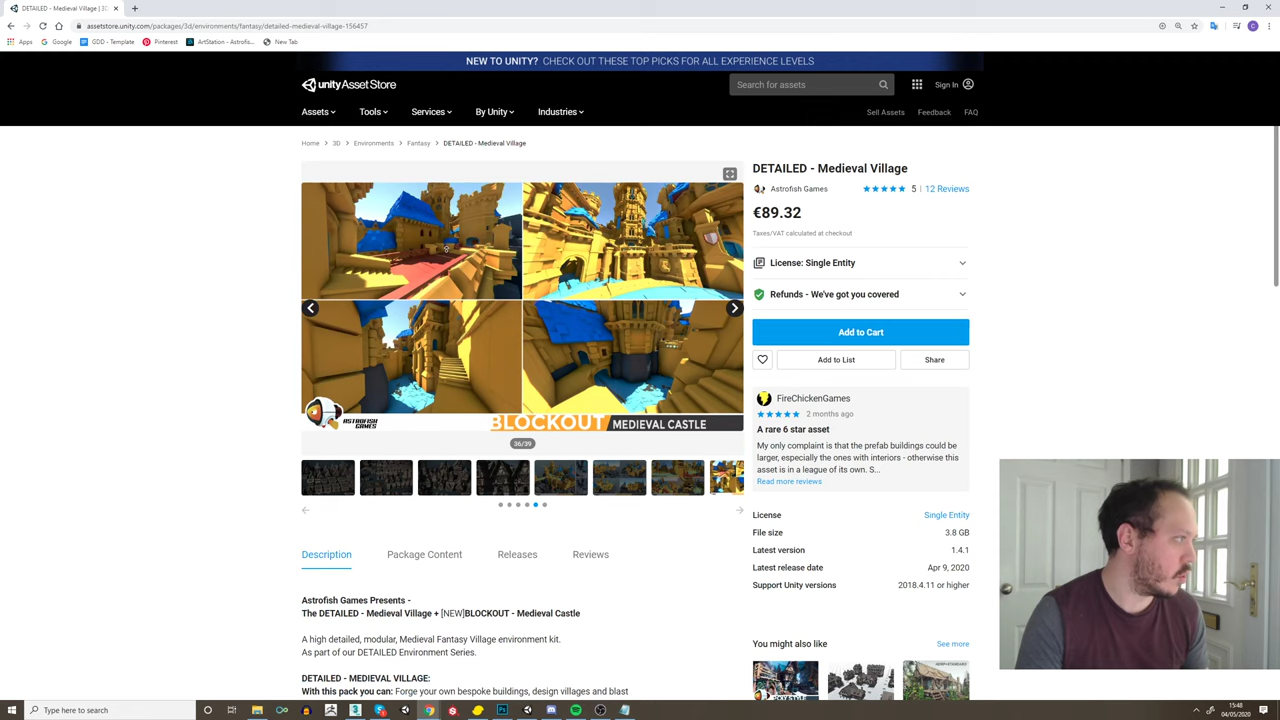 DETAILED - Medieval Village | 3D
assetstore.unity.com/packages/3d/environments/fantasy/detailed-medieval-village-156457
C
Apps
Google
GDD - Template
Pinterest
ArtStation - Astrofis...
New Tab
NEW TO UNITY? CHECK OUT THESE TOP PICKS FOR ALL EXPERIENCE LEVELS
unity Asset Store
Search for assets
Sign In
Assets
Tools
Services
By Unity
Industries
Sell Assets
Feedback
FAQ
Home > 3D > Environments > Fantasy > DETAILED - Medieval Village
ASTROFISH
GAMES
BLOCKOUT MEDIEVAL CASTLE
36/39
DETAILED - Medieval Village
Astrofish Games
5 | 12 Reviews
€89.32
Taxes/VAT calculated at checkout
License: Single Entity
Refunds - We've got you covered
Add to Cart
Add to List
Share
FireChickenGames
2 months ago
A rare 6 star asset
My only complaint is that the prefab buildings could be
larger, especially the ones with interiors - otherwise this
asset is in a league of its own. S...
Read more reviews
License Single Entity
File size 3.8 GB
Latest version 1.4.1
Latest release date Apr 9, 2020
Support Unity versions 2018.4.11 or higher
You might also like
See more
Description
Package Content
Releases
Reviews
Astrofish Games Presents -
The DETAILED - Medieval Village + [NEW]BLOCKOUT - Medieval Castle
A high detailed, modular, Medieval Fantasy Village environment kit.
As part of our DETAILED Environment Series.
DETAILED - MEDIEVAL VILLAGE:
With this pack you can: Forge your own bespoke buildings, design villages and blast
Type here to search
15:48
04/05/2020